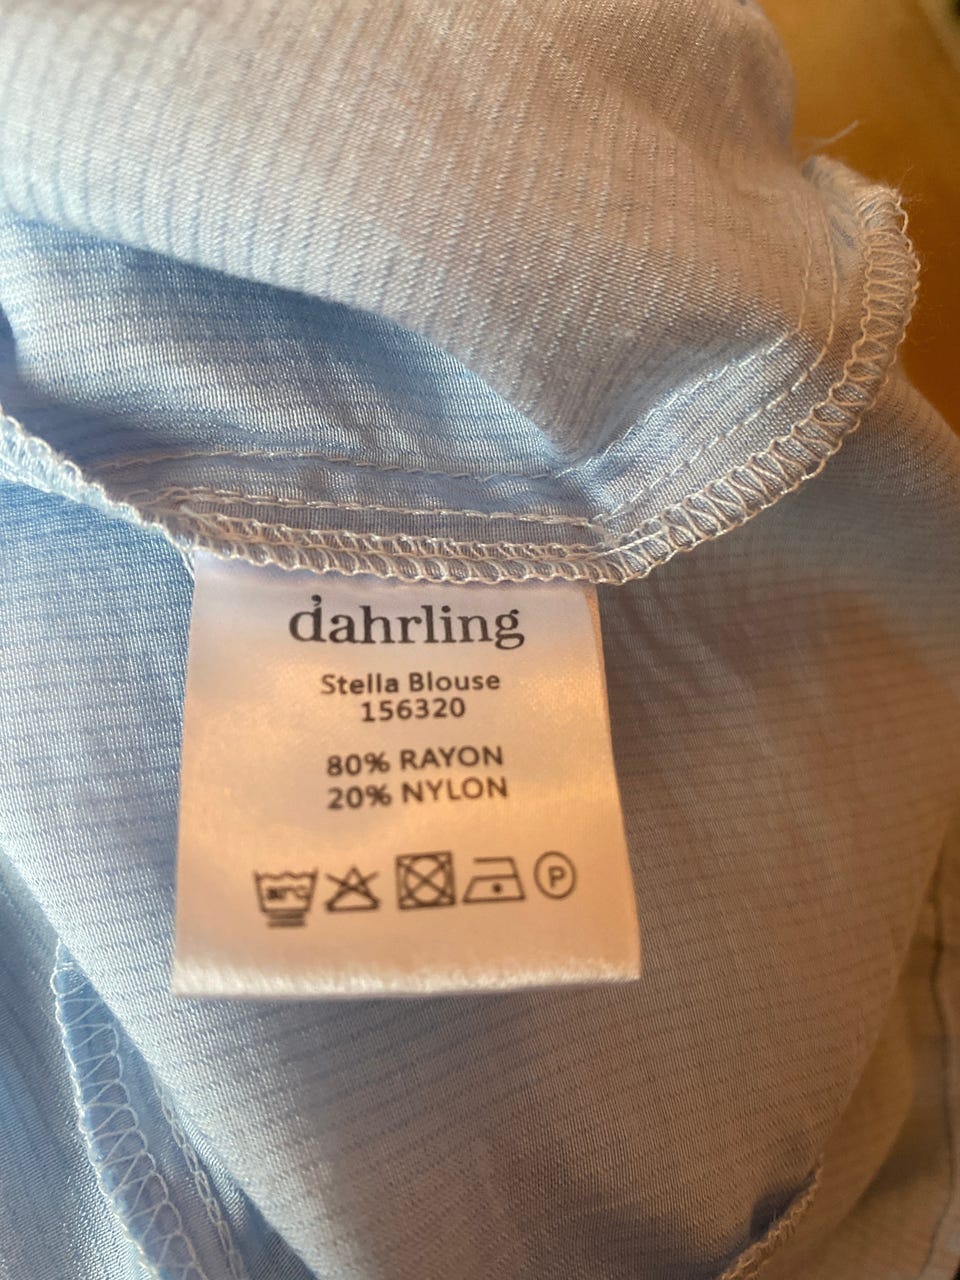 dahrling
Stella Blouse
156320
80% RAYON
20% NYLON
P